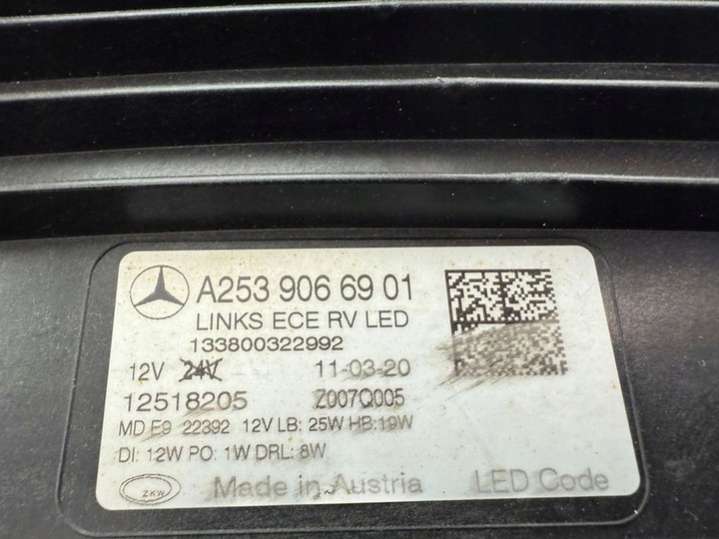 A253 906 69 01
LINKS ECE RV LED
133800322992
12V 24V 11-03-20
12518205 Z007Q005
MD E9 22392 12V LB: 25W HB:19W
DI: 12W PO: 1W DRL: 8W
ZKW Made in Austria LED Code